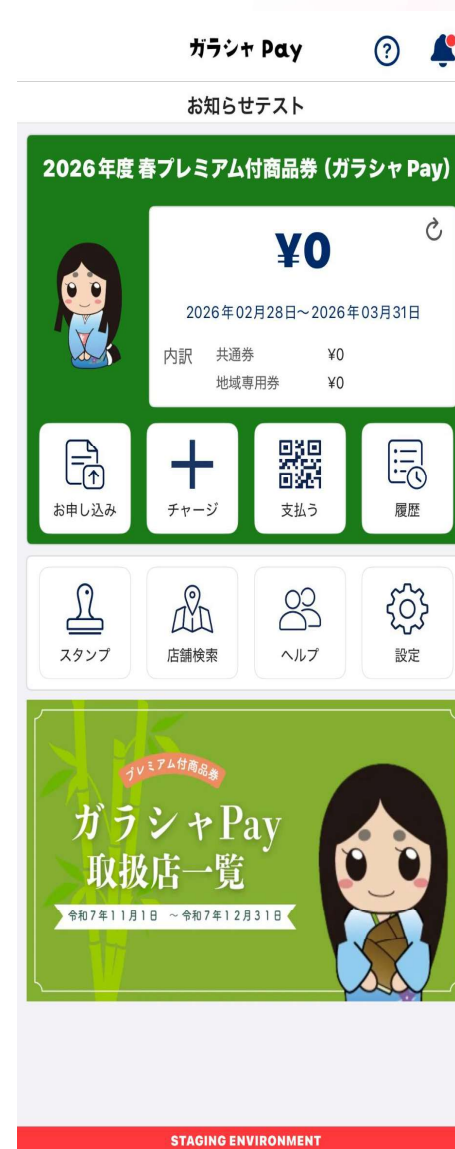 ガラシャ Pay
お知らせテスト
2026年度 春プレミアム付商品券 (ガラシャ Pay)
¥0
2026年02月28日～2026年03月31日
内訳 共通券 ¥0
地域専用券 ¥0
お申し込み チャージ 支払う 履歴
スタンプ 店舗検索 ヘルプ 設定
プレミアム付商品券
ガラシャPay
取扱店一覧
令和7年11月1日 ～令和7年12月31日
STAGING ENVIRONMENT